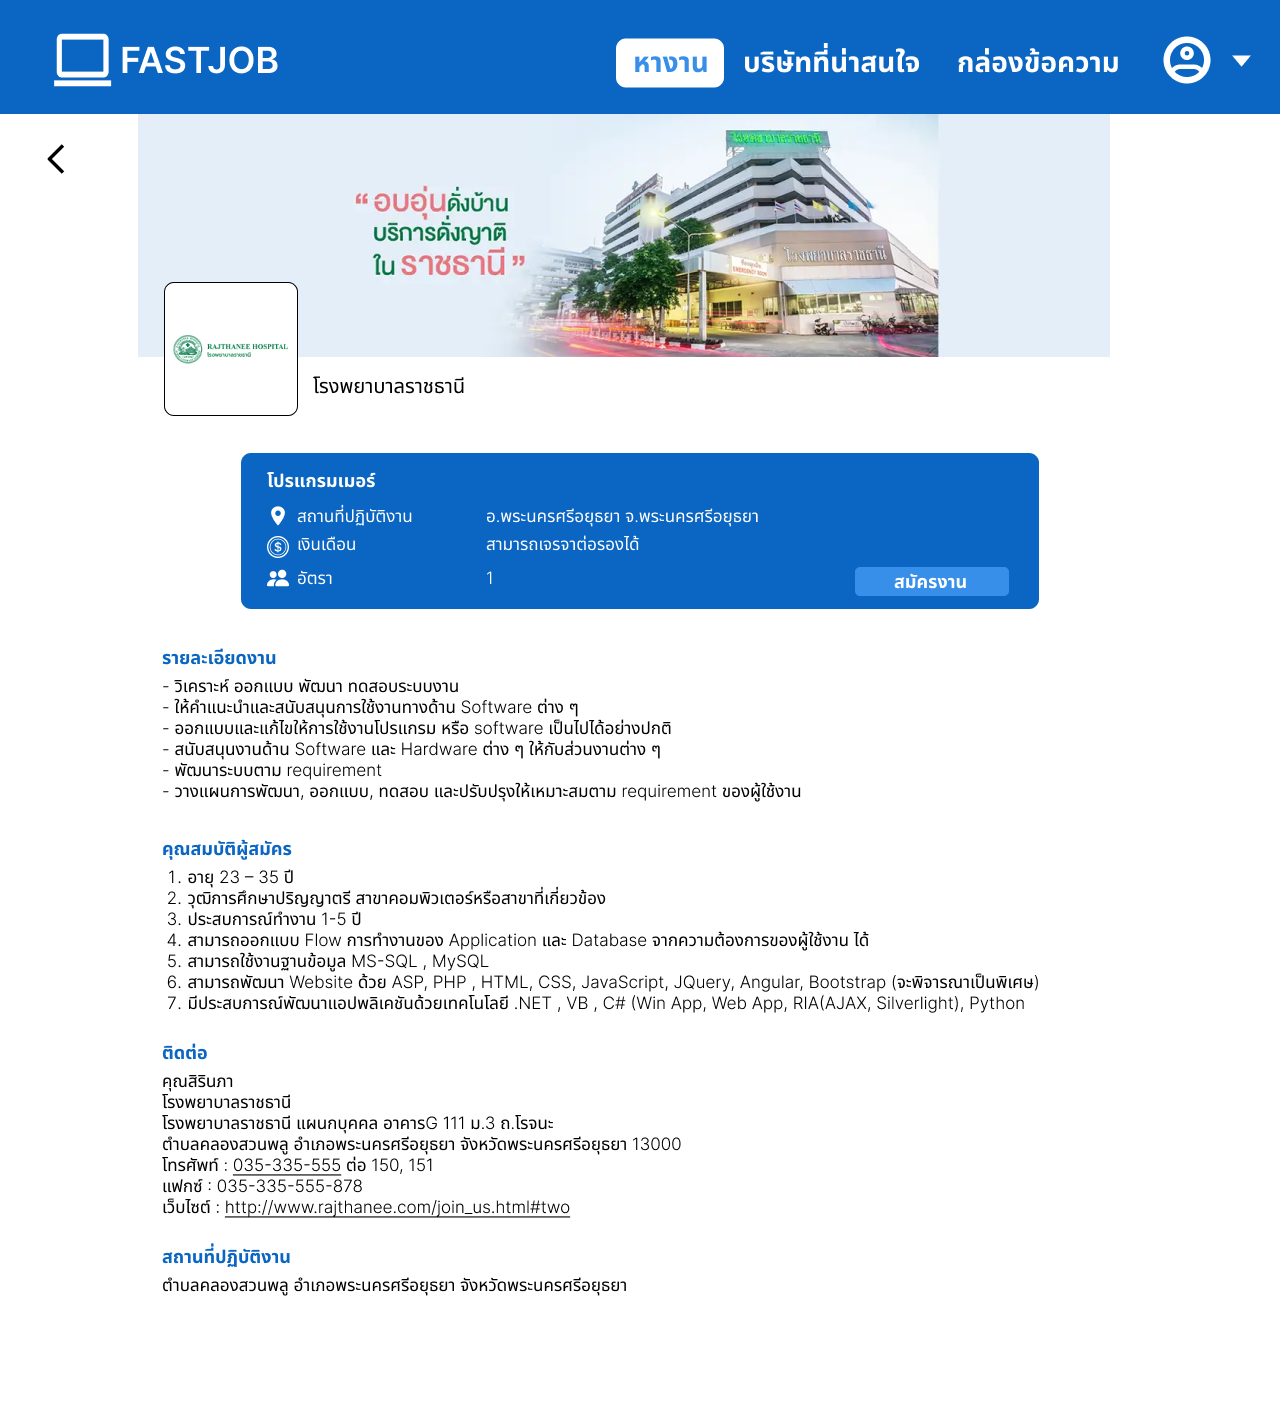 FASTJOB
หางาน
บริษัทที่น่าสนใจ
กล่องข้อความ
โรงพยาบาลราชธานี
“ อบอุ่นดั่งบ้าน
บริการดั่งญาติ
ใน ราชธานี ”
โรงพยาบาลราชธานี
EMERGENCY ROOM
RAJTHANEE HOSPITAL
โรงพยาบาลราชธานี
โรงพยาบาลราชธานี
โปรแกรมเมอร์
สถานที่ปฏิบัติงาน อ.พระนครศรีอยุธยา จ.พระนครศรีอยุธยา
เงินเดือน สามารถเจรจาต่อรองได้
อัตรา 1
สมัครงาน
รายละเอียดงาน
- วิเคราะห์ ออกแบบ พัฒนา ทดสอบระบบงาน
- ให้คำแนะนำและสนับสนุนการใช้งานทางด้าน Software ต่าง ๆ
- ออกแบบและแก้ไขให้การใช้งานโปรแกรม หรือ software เป็นไปได้อย่างปกติ
- สนับสนุนงานด้าน Software และ Hardware ต่าง ๆ ให้กับส่วนงานต่าง ๆ
- พัฒนาระบบตาม requirement
- วางแผนการพัฒนา, ออกแบบ, ทดสอบ และปรับปรุงให้เหมาะสมตาม requirement ของผู้ใช้งาน
คุณสมบัติผู้สมัคร
1. อายุ 23 – 35 ปี
2. วุฒิการศึกษาปริญญาตรี สาขาคอมพิวเตอร์หรือสาขาที่เกี่ยวข้อง
3. ประสบการณ์ทำงาน 1-5 ปี
4. สามารถออกแบบ Flow การทำงานของ Application และ Database จากความต้องการของผู้ใช้งาน ได้
5. สามารถใช้งานฐานข้อมูล MS-SQL , MySQL
6. สามารถพัฒนา Website ด้วย ASP, PHP , HTML, CSS, JavaScript, JQuery, Angular, Bootstrap (จะพิจารณาเป็นพิเศษ)
7. มีประสบการณ์พัฒนาแอปพลิเคชันด้วยเทคโนโลยี .NET , VB , C# (Win App, Web App, RIA(AJAX, Silverlight), Python
ติดต่อ
คุณสิรินภา
โรงพยาบาลราชธานี
โรงพยาบาลราชธานี แผนกบุคคล อาคารG 111 ม.3 ถ.โรจนะ
ตำบลคลองสวนพลู อำเภอพระนครศรีอยุธยา จังหวัดพระนครศรีอยุธยา 13000
โทรศัพท์ : 035-335-555 ต่อ 150, 151
แฟกซ์ : 035-335-555-878
เว็บไซต์ : http://www.rajthanee.com/join_us.html#two
สถานที่ปฏิบัติงาน
ตำบลคลองสวนพลู อำเภอพระนครศรีอยุธยา จังหวัดพระนครศรีอยุธยา